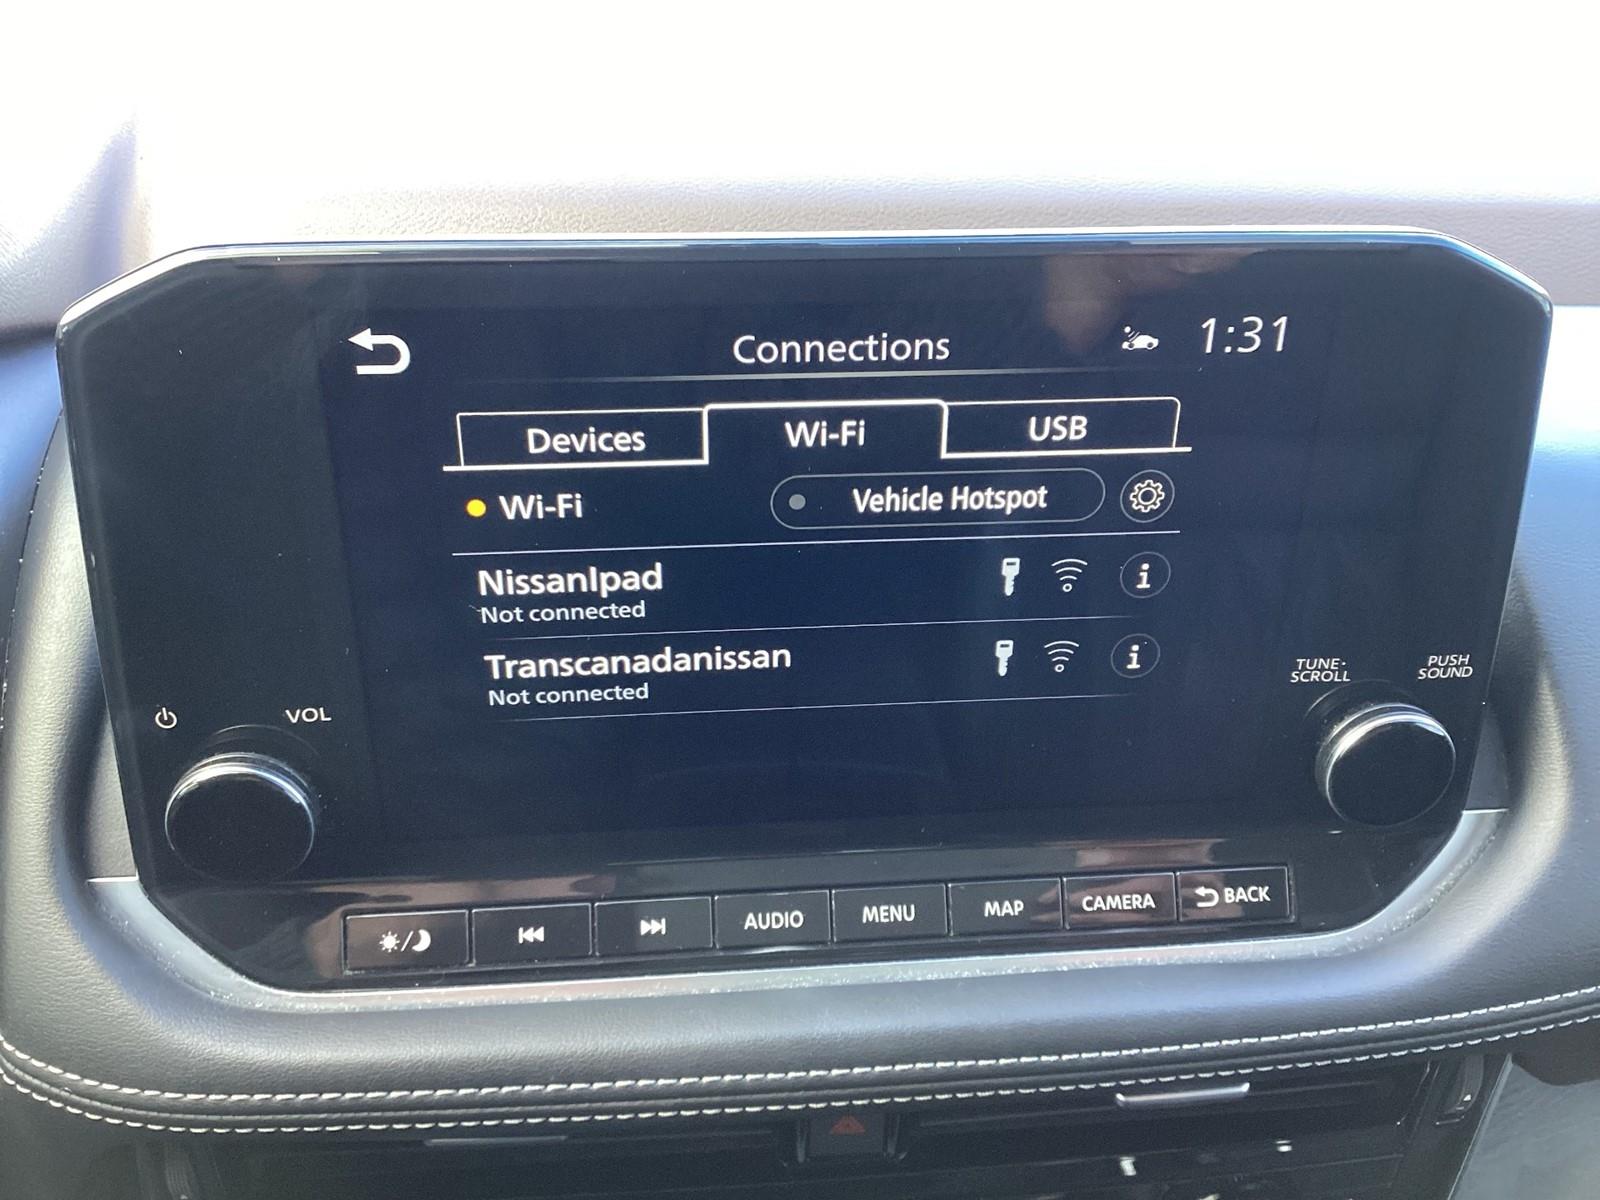 Connections
1:31
Devices
Wi-Fi
USB
Wi-Fi
Vehicle Hotspot
NissanIpad
Not connected
i
Transcanadanissan
Not connected
i
VOL
TUNE·
SCROLL
PUSH
SOUND
AUDIO
MENU
MAP
CAMERA
BACK